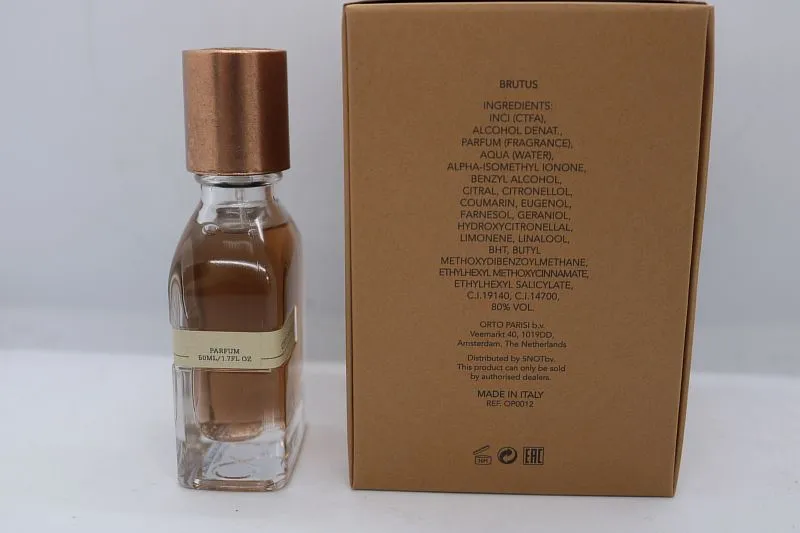 PARFUM
50ML/1.7FL OZ
BRUTUS
INGREDIENTS:
INCI (CTFA),
ALCOHOL DENAT.,
PARFUM (FRAGRANCE),
AQUA (WATER),
ALPHA-ISOMETHYL IONONE,
BENZYL ALCOHOL,
CITRAL, CITRONELLOL,
COUMARIN, EUGENOL,
FARNESOL, GERANIOL,
HYDROXYCITRONELLAL,
LIMONENE, LINALOOL,
BHT, BUTYL
METHOXYDIBENZOYLMETHANE,
ETHYLHEXYL METHOXYCINNAMATE,
ETHYLHEXYL SALICYLATE,
C.I.19140, C.I.14700,
80% VOL.
ORTO PARISI b.v.
Veemarkt 40, 1019DD,
Amsterdam, The Netherlands
Distributed by SNOTbv.
This product can only be sold
by authorised dealers.
MADE IN ITALY
REF. OP0012
EAC